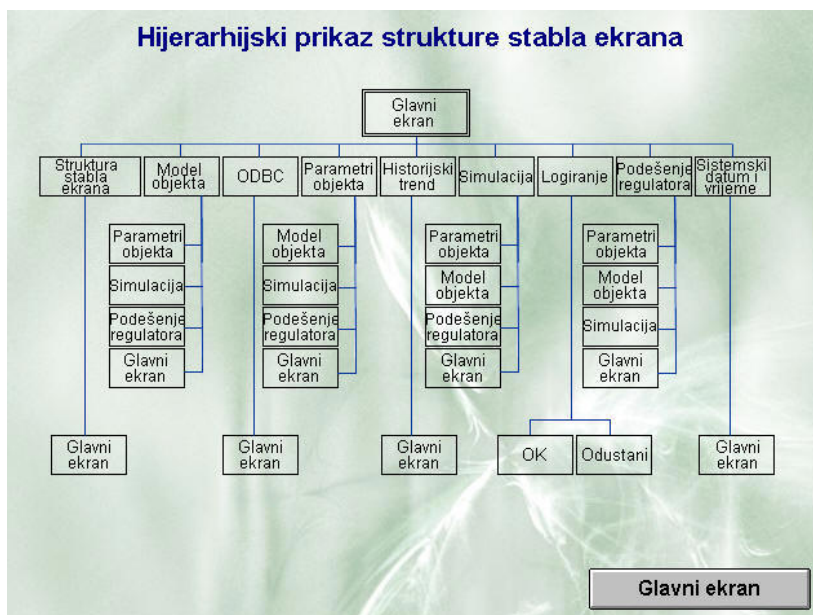 Hijerarhijski prikaz strukture stabla ekrana
Glavni
ekran
Struktura
stabla
ekrana
Model
objekta
ODBC
Parametri
objekta
Historijski
trend
Simulacija
Logiranje
Podešenje
regulatora
Sistemski
datum i
vrijeme
Parametri
objekta
Simulacija
Podešenje
regulatora
Glavni
ekran
Model
objekta
Simulacija
Podešenje
regulatora
Glavni
ekran
Parametri
objekta
Model
objekta
Podešenje
regulatora
Glavni
ekran
Parametri
objekta
Model
objekta
Simulacija
Glavni
ekran
Glavni
ekran
Glavni
ekran
Glavni
ekran
OK
Odustani
Glavni
ekran
Glavni ekran